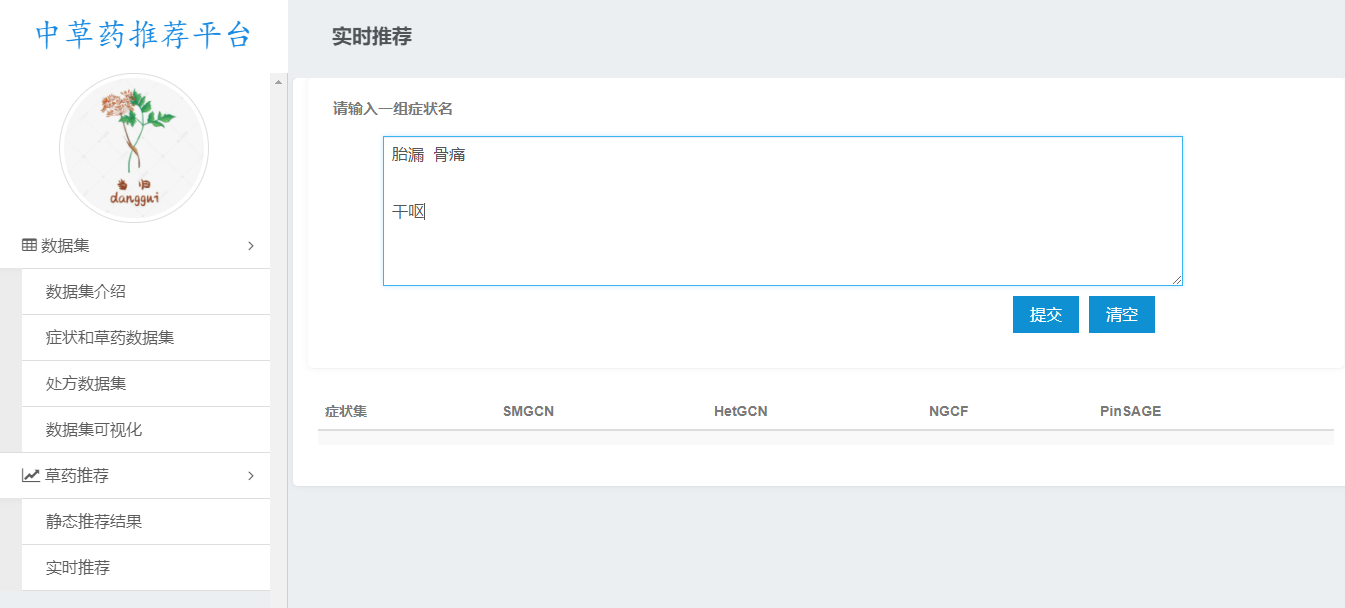 中草药推荐平台
当归
danggui
数据集
数据集介绍
症状和草药数据集
处方数据集
数据集可视化
草药推荐
静态推荐结果
实时推荐
实时推荐
请输入一组症状名
胎漏 骨痛
干呕
提交 清空
症状集 SMGCN HetGCN NGCF PinSAGE